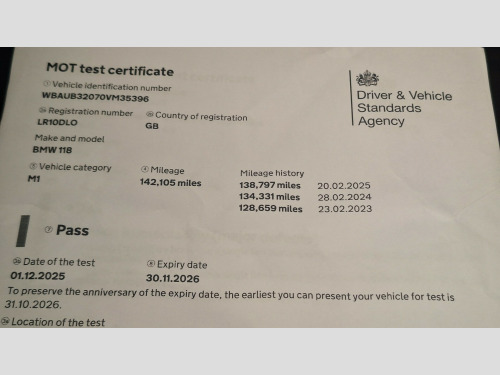 MOT test certificate
① Vehicle identification number
WBAUB32070VM35396
Registration number
LR10DLO
Country of registration
GB
Make and model
BMW 118
⑤ Vehicle category
M1
④ Mileage
142,105 miles
Mileage history
138,797 miles 20.02.2025
134,331 miles 28.02.2024
128,659 miles 23.02.2023
⑦ Pass
Date of the test
01.12.2025
Expiry date
30.11.2026
To preserve the anniversary of the expiry date, the earliest you can present your vehicle for test is
31.10.2026.
Location of the test
Driver & Vehicle
Standards
Agency